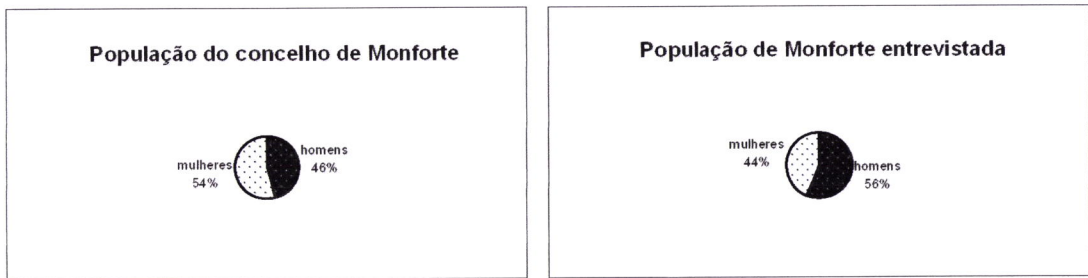 População do concelho de Monforte
mulheres
54%
homens
46%
População de Monforte entrevistada
mulheres
44%
homens
56%